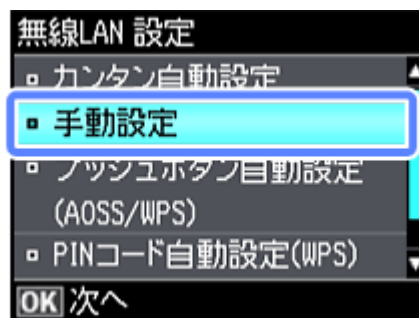 無線LAN 設定
カンタン自動設定
手動設定
プッシュボタン自動設定
(AOSS/WPS)
PINコード自動設定(WPS)
OK 次へ